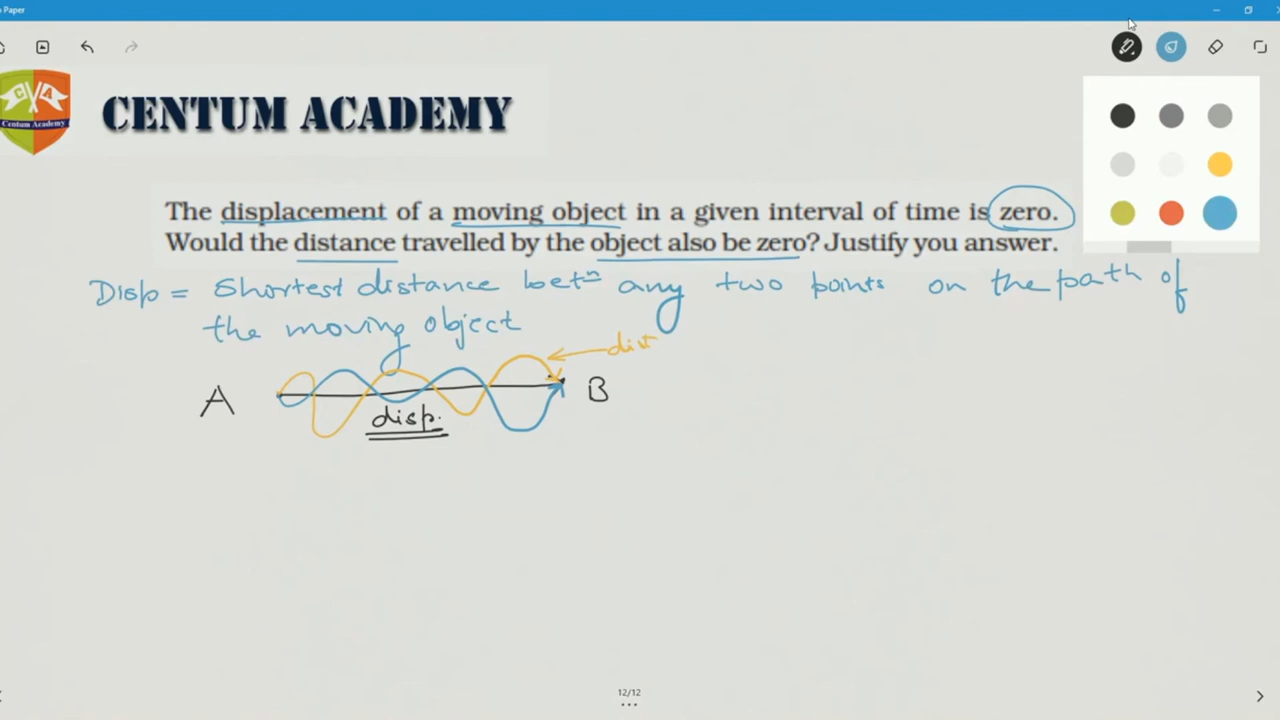 Paper
CA
Centum Academy
CENTUM ACADEMY
The displacement of a moving object in a given interval of time is zero.
Would the distance travelled by the object also be zero? Justify you answer.
Disp = Shortest distance betn any two points on the path of
the moving object
dist
A
B
disp.
12/12